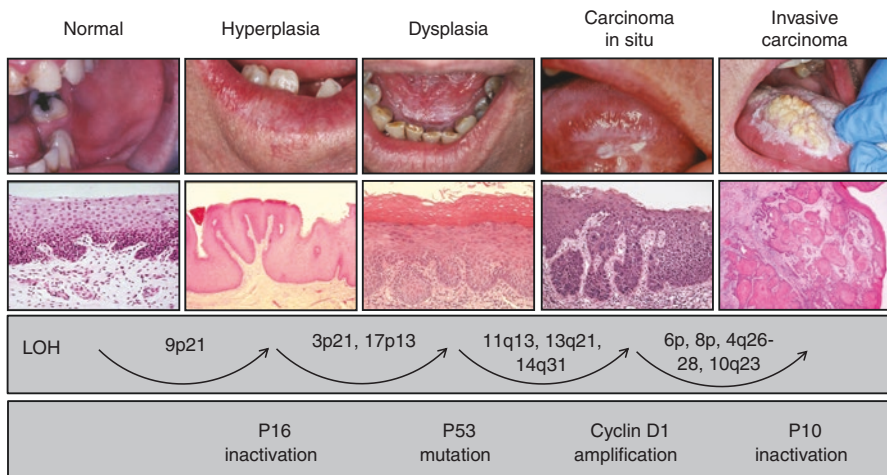 Normal
Hyperplasia
Dysplasia
Carcinoma
in situ
Invasive
carcinoma
LOH
9p21
3p21, 17p13
11q13, 13q21,
14q31
6p, 8p, 4q26-
28, 10q23
P16
inactivation
P53
mutation
Cyclin D1
amplification
P10
inactivation